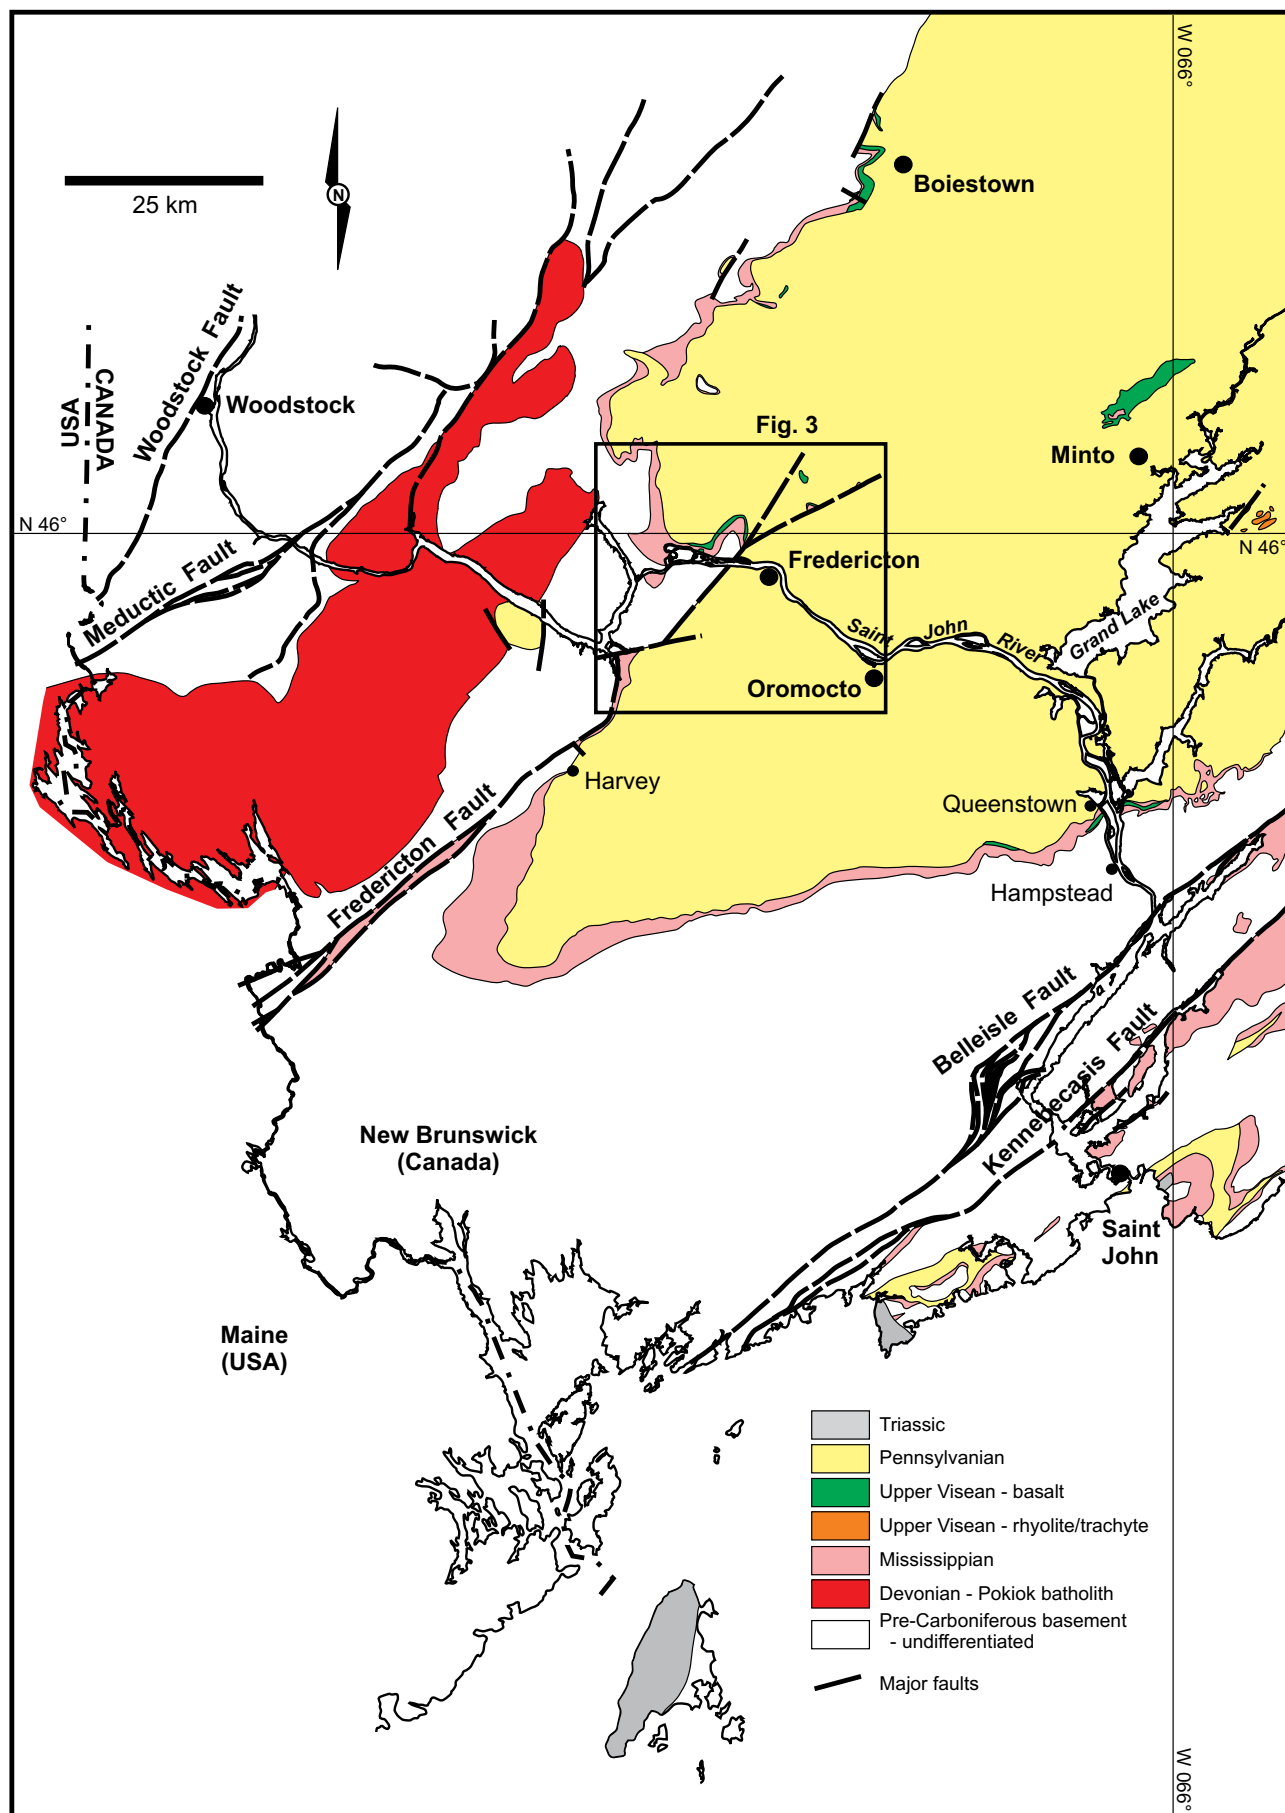 W 066°
Boiestown
25 km
N
Woodstock Fault
CANADA
USA
Woodstock
Fig. 3
Minto
N 46°
N 46°
Meductic Fault
Fredericton
Saint John River
Grand Lake
Oromocto
Harvey
Queenstown
Fredericton Fault
Hampstead
Belleisle Fault
Kennebecasis Fault
New Brunswick
(Canada)
Saint
John
Maine
(USA)
Triassic
Pennsylvanian
Upper Visean - basalt
Upper Visean - rhyolite/trachyte
Mississippian
Devonian - Pokiok batholith
Pre-Carboniferous basement
- undifferentiated
Major faults
W 066°